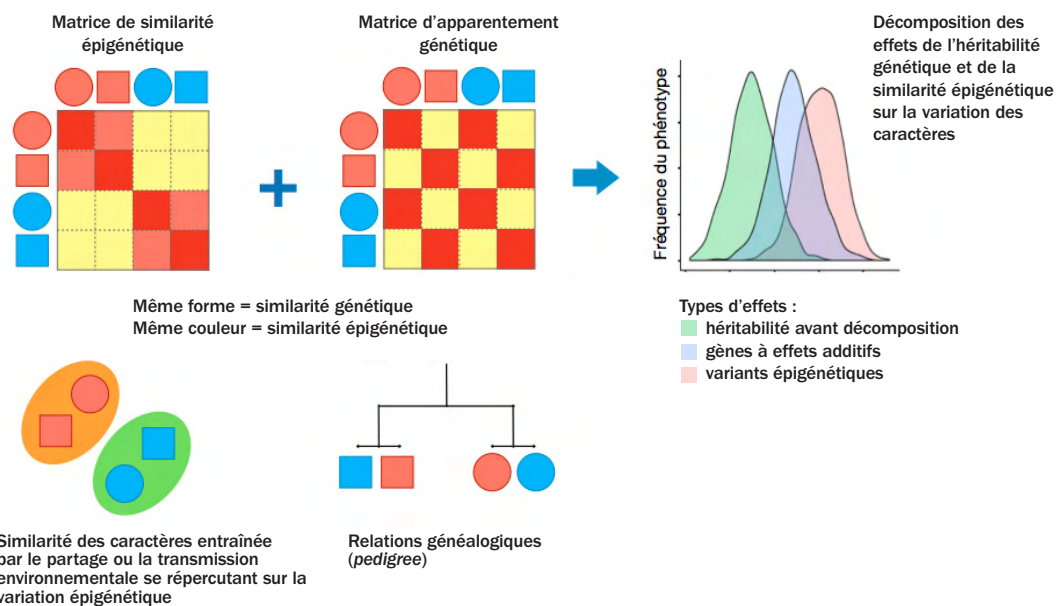 Matrice de similarité
épigénétique
Matrice d’apparentement
génétique
Décomposition des
effets de l’héritabilité
génétique et de la
similarité épigénétique
sur la variation des
caractères
Fréquence du phénotype
Même forme = similarité génétique
Même couleur = similarité épigénétique
Types d’effets :
héritabilité avant décomposition
gènes à effets additifs
variants épigénétiques
Similarité des caractères entraînée
par le partage ou la transmission
environnementale se répercutant sur la
variation épigénétique
Relations généalogiques
(pedigree)